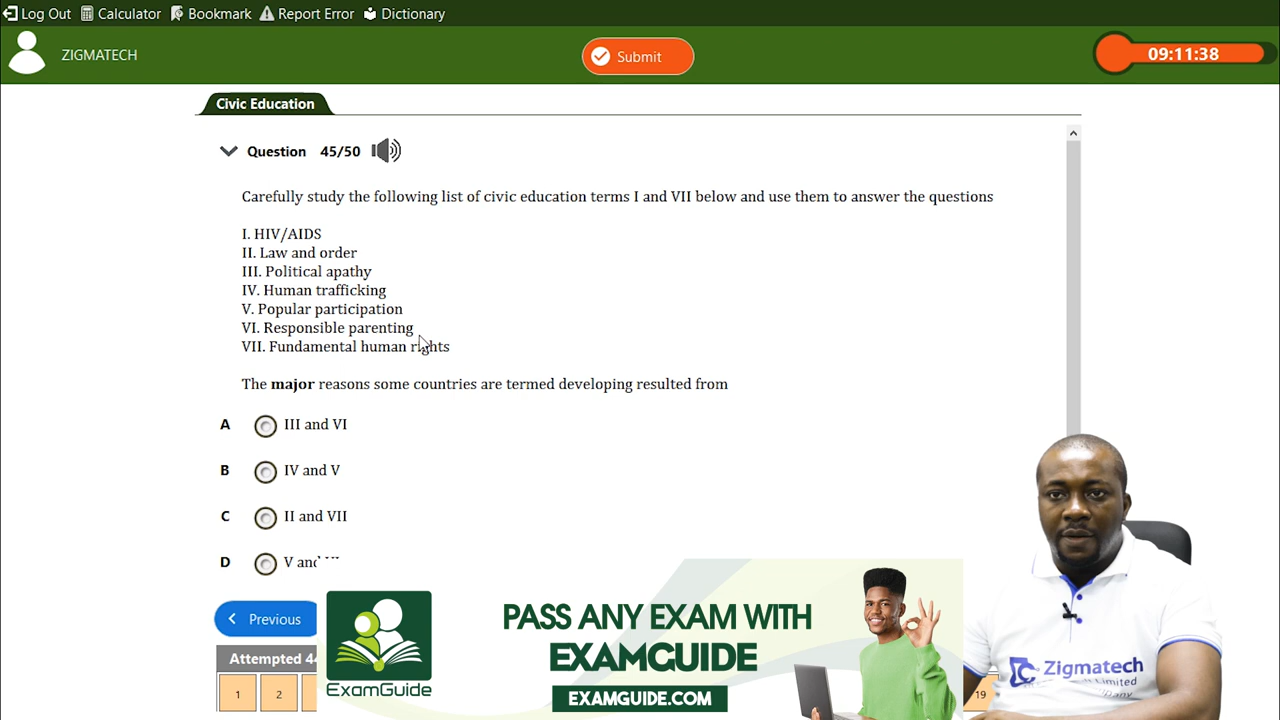 Log Out Calculator Bookmark Report Error Dictionary
ZIGMATECH
Submit
09:11:38
Civic Education
Question 45/50
Carefully study the following list of civic education terms I and VII below and use them to answer the questions
I. HIV/AIDS
II. Law and order
III. Political apathy
IV. Human trafficking
V. Popular participation
VI. Responsible parenting
VII. Fundamental human rights
The major reasons some countries are termed developing resulted from
A III and VI
B IV and V
C II and VII
D V and
Previous
Attempted
1 2
19
ExamGuide
PASS ANY EXAM WITH
EXAMGUIDE
EXAMGUIDE.COM
Zigmatech
Limited